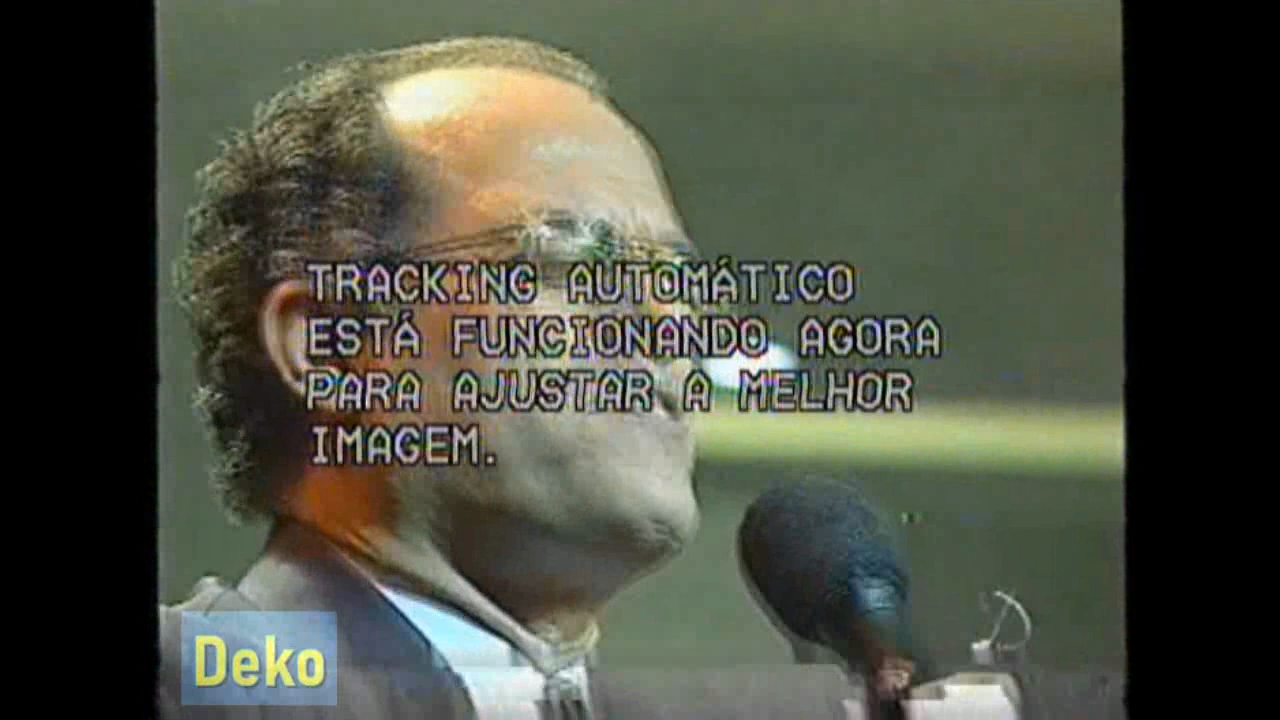 TRACKING AUTOMÁTICO
ESTÁ FUNCIONANDO AGORA
PARA AJUSTAR A MELHOR
IMAGEM.
Deko